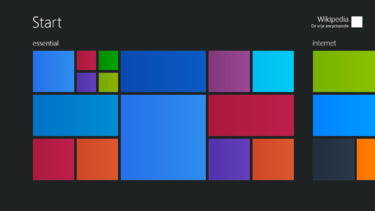 Start
Wikipedia
De vrije encyclopedie
essential
internet